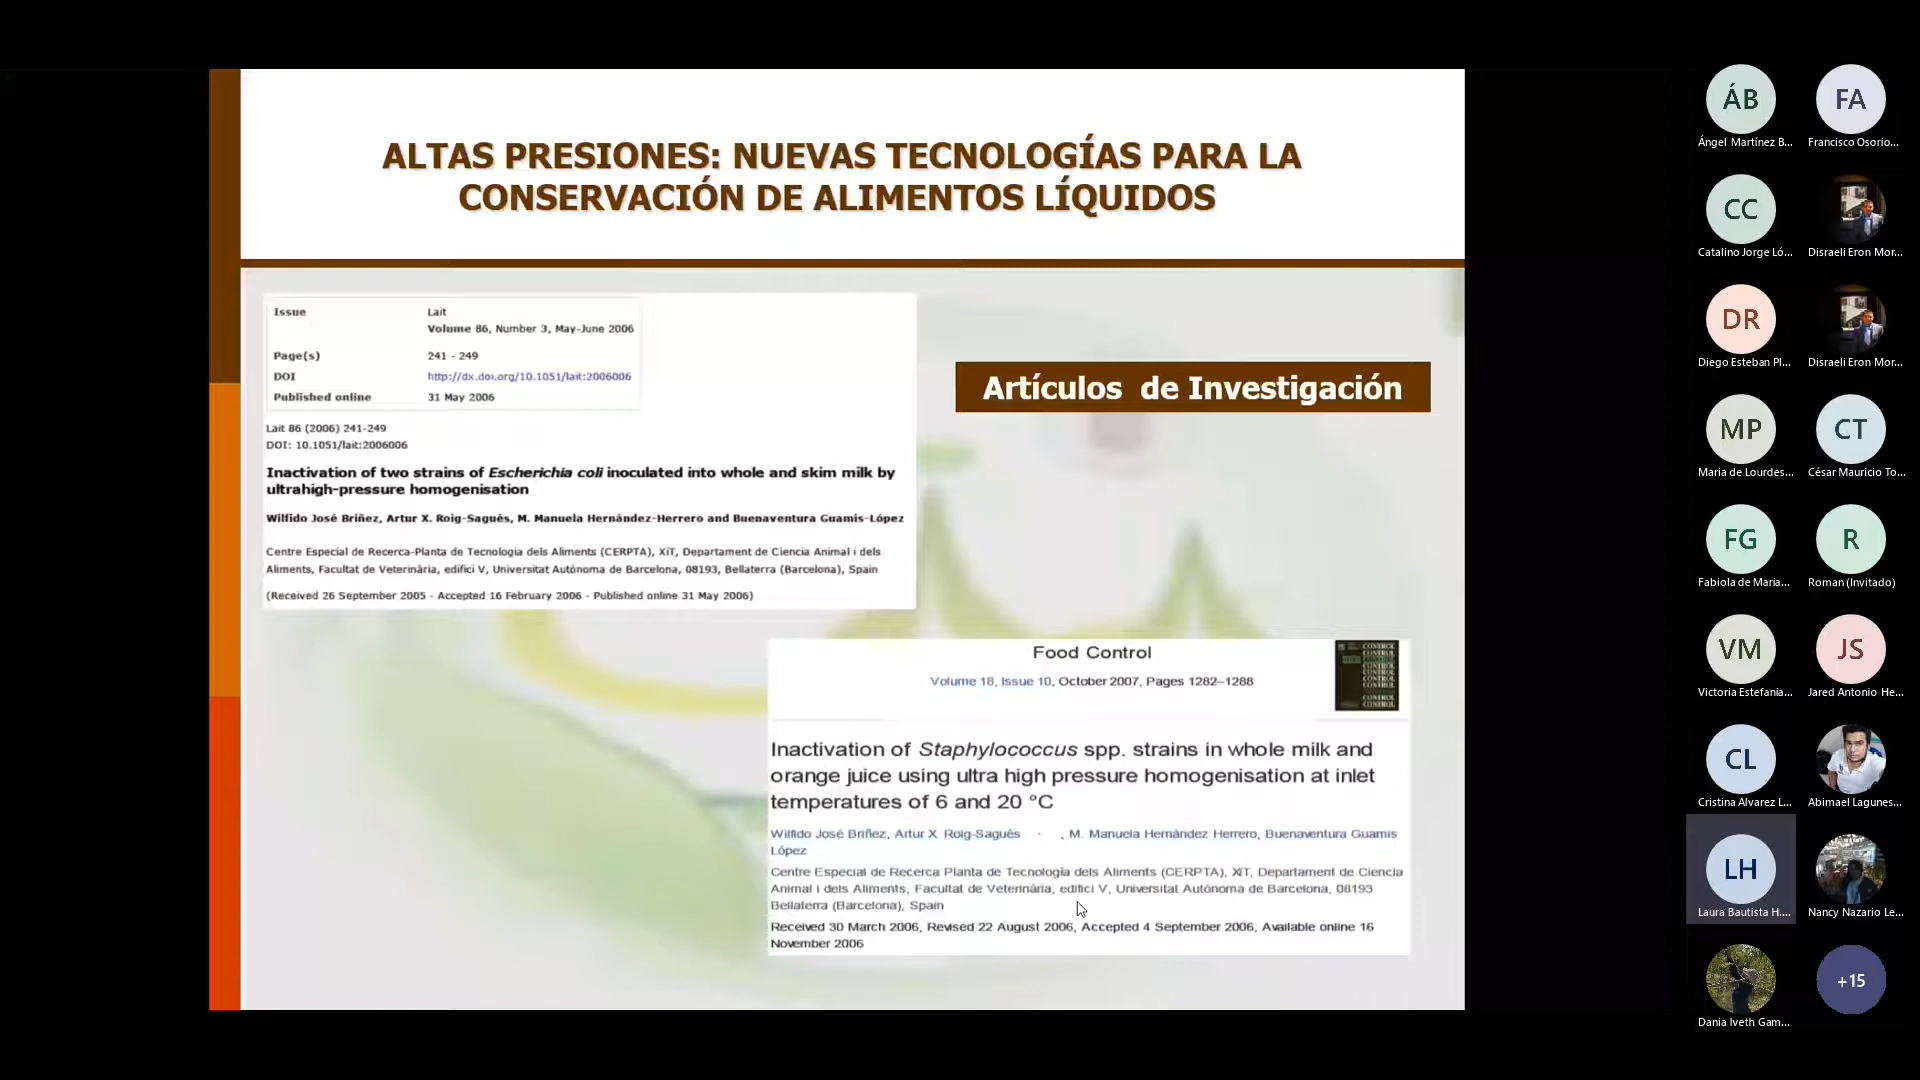 ALTAS PRESIONES: NUEVAS TECNOLOGÍAS PARA LA
CONSERVACIÓN DE ALIMENTOS LÍQUIDOS
Issue Lait
Volume 86, Number 3, May-June 2006
Page(s) 241 - 249
DOI http://dx.doi.org/10.1051/lait:2006006
Published online 31 May 2006
Lait 86 (2006) 241-249
DOI: 10.1051/lait:2006006
Inactivation of two strains of Escherichia coli inoculated into whole and skim milk by
ultrahigh-pressure homogenisation
Wilfido José Briñez, Artur X. Roig-Sagués, M. Manuela Hernández-Herrero and Buenaventura Guamis-López
Centre Especial de Recerca-Planta de Tecnologia dels Aliments (CERPTA), XiT, Departament de Ciencia Animal i dels
Aliments, Facultat de Veterinària, edifici V, Universitat Autònoma de Barcelona, 08193, Bellaterra (Barcelona), Spain
(Received 26 September 2005 - Accepted 16 February 2006 - Published online 31 May 2006)
Artículos de Investigación
Food Control
Volume 18, Issue 10, October 2007, Pages 1282–1288
Inactivation of Staphylococcus spp. strains in whole milk and
orange juice using ultra high pressure homogenisation at inlet
temperatures of 6 and 20 °C
Wilfido José Briñez, Artur X. Roig-Sagués , M. Manuela Hernández Herrero, Buenaventura Guamis
López
Centre Especial de Recerca Planta de Tecnologia dels Aliments (CERPTA), XiT, Departament de Ciencia
Animal i dels Aliments, Facultat de Veterinària, edifici V, Universitat Autònoma de Barcelona, 08193
Bellaterra (Barcelona), Spain
Received 30 March 2006, Revised 22 August 2006, Accepted 4 September 2006, Available online 16
November 2006
ÁB FA
Ángel Martínez B... Francisco Osorio...
CC
Catalino Jorge Ló... Disraeli Eron Mor...
DR
Diego Esteban Pl... Disraeli Eron Mor...
MP CT
Maria de Lourdes... César Mauricio To...
FG R
Fabiola de Maria... Roman (Invitado)
VM JS
Victoria Estefania... Jared Antonio He...
CL
Cristina Alvarez L... Abimael Lagunes...
LH
Laura Bautista H.... Nancy Nazario Le...
+15
Dania Iveth Gam...